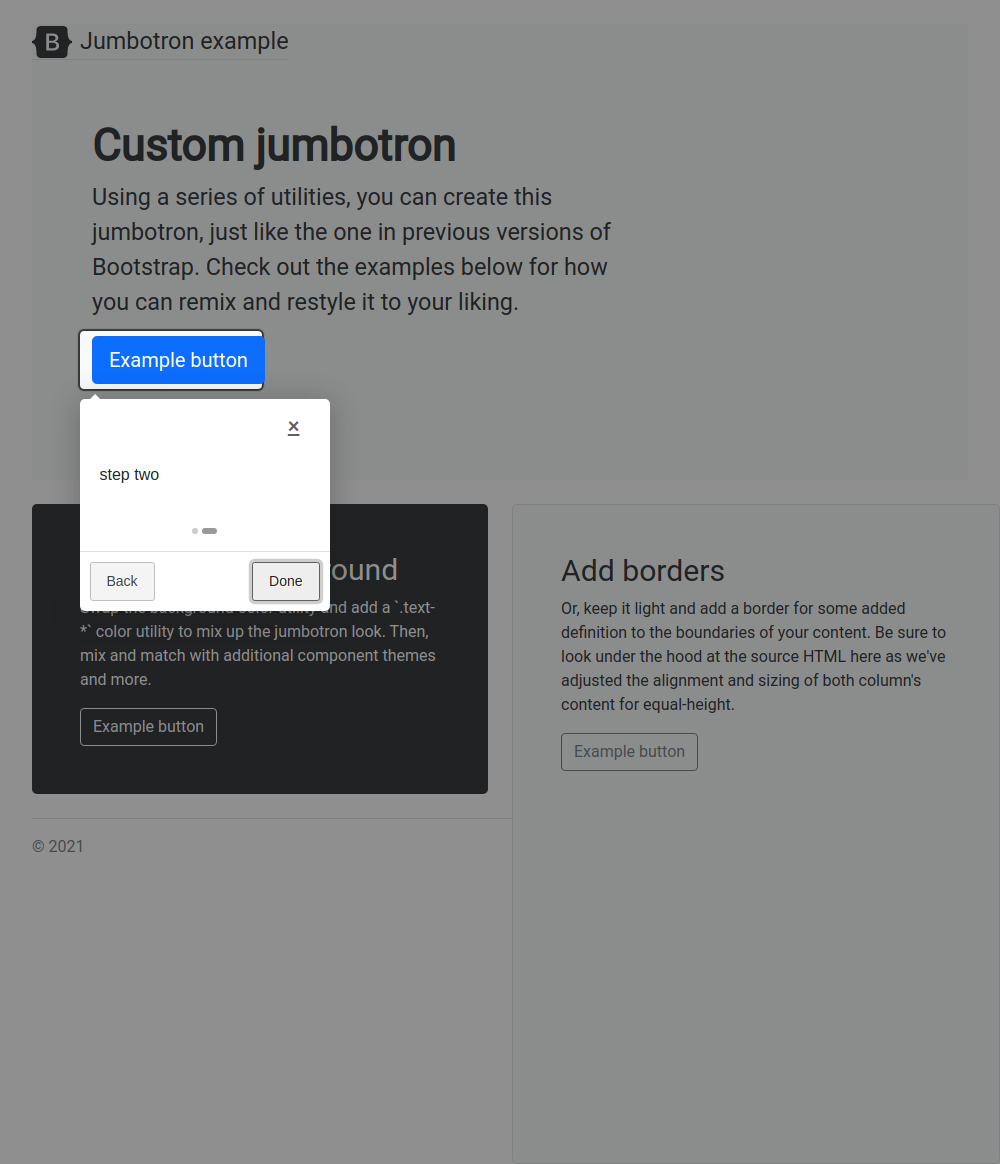 B Jumbotron example
Custom jumbotron
Using a series of utilities, you can create this
jumbotron, just like the one in previous versions of
Bootstrap. Check out the examples below for how
you can remix and restyle it to your liking.
Example button
×
step two
Back
Done
ound
Swap the background color utility and add a `.text-
*` color utility to mix up the jumbotron look. Then,
mix and match with additional component themes
and more.
Example button
Add borders
Or, keep it light and add a border for some added
definition to the boundaries of your content. Be sure to
look under the hood at the source HTML here as we've
adjusted the alignment and sizing of both column's
content for equal-height.
Example button
© 2021